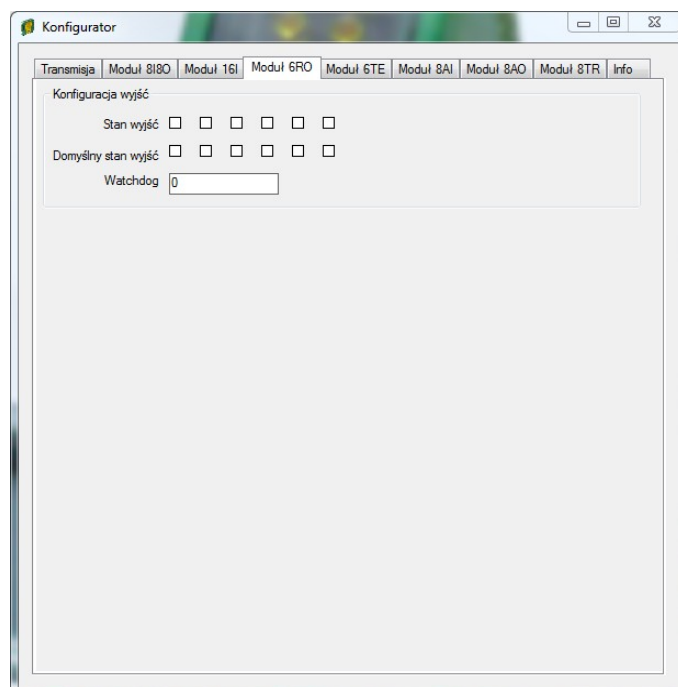 Konfigurator
Transmisja Moduł 8I8O Moduł 16I Moduł 6RO Moduł 6TE Moduł 8AI Moduł 8AO Moduł 8TR Info
Konfiguracja wyjść
Stan wyjść
Domyślny stan wyjść
Watchdog 0